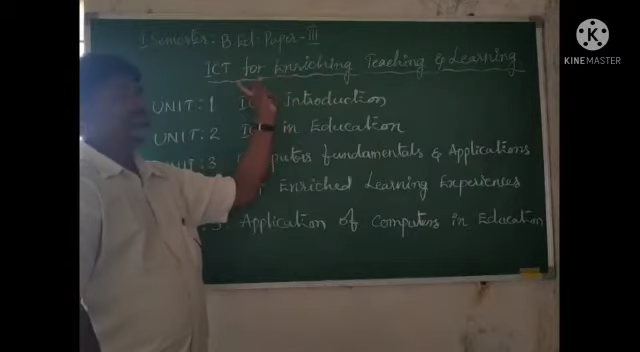 I Semester - B Ed: Paper - III
ICT for Enriching Teaching & Learning
UNIT: 1 Introduction
UNIT: 2 in Education
3 Fundamentals & Applications
Enriched Learning Experiences
Application of Computers in Education
K
KINEMASTER